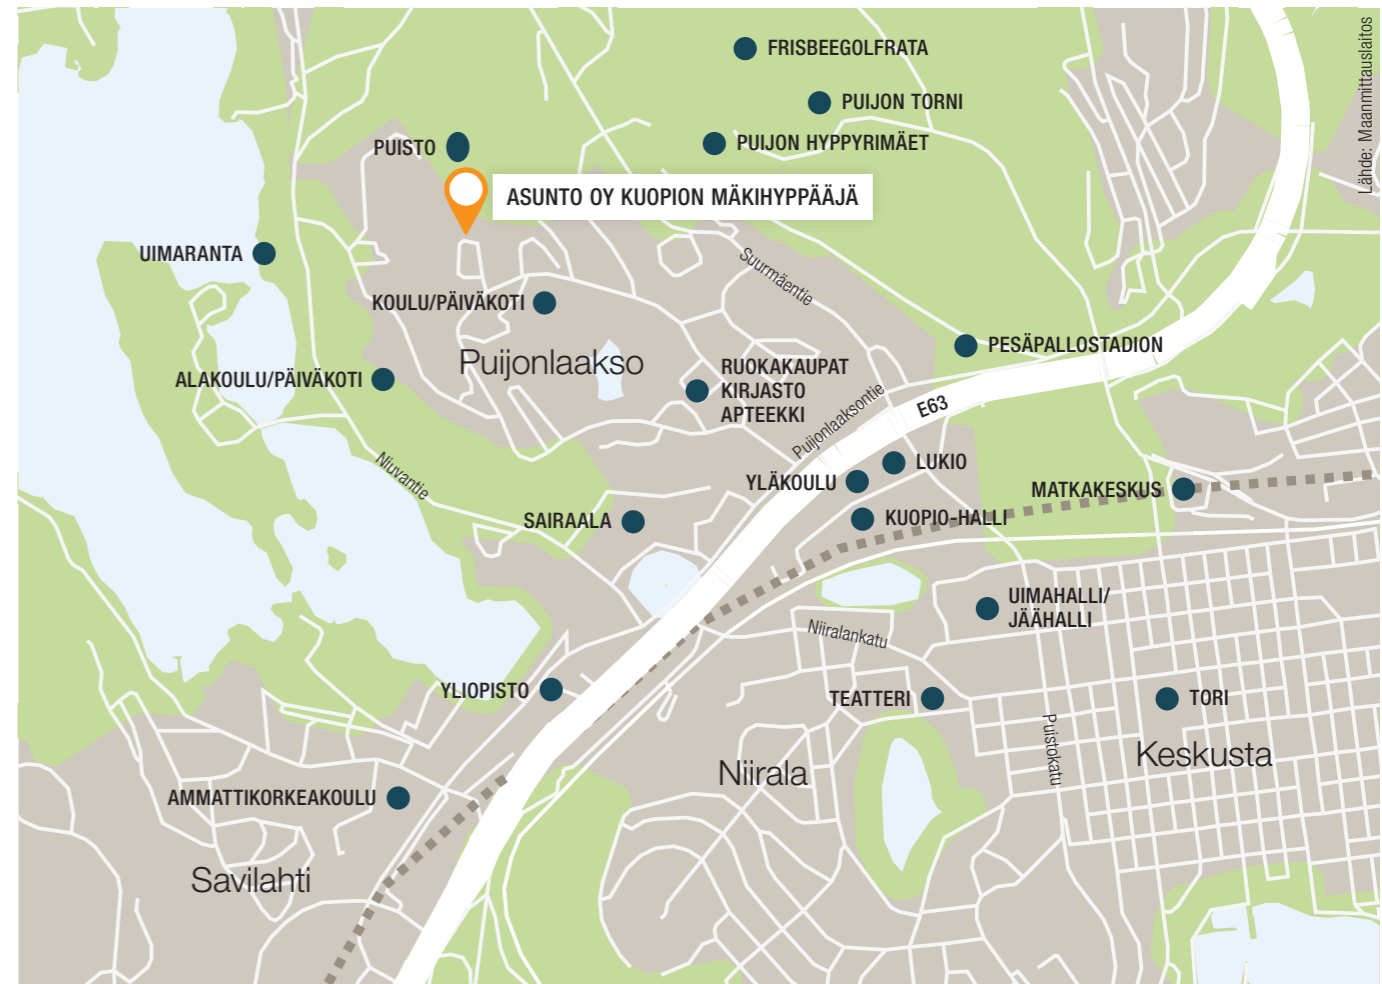 FRISBEEGOLFRATA
PUIJON TORNI
PUIJON HYPPYRIMÄET
PUISTO
Lähde: Maanmittauslaitos
ASUNTO OY KUOPION MÄKIHYPPÄÄJÄ
UIMARANTA
Suurmäentie
KOULU/PÄIVÄKOTI
PESÄPALLOSTADION
Puijonlaakso
ALAKOULU/PÄIVÄKOTI
RUOKAKAUPAT
KIRJASTO
APTEEKKI
Puijonlaaksontie
E63
Niuvantie
LUKIO
YLÄKOULU
MATKAKESKUS
SAIRAALA
KUOPIO-HALLI
UIMAHALLI/
JÄÄHALLI
Niiralankatu
YLIOPISTO
TEATTERI
TORI
Puistokatu
Keskusta
Niirala
AMMATTIKORKEAKOULU
Savilahti